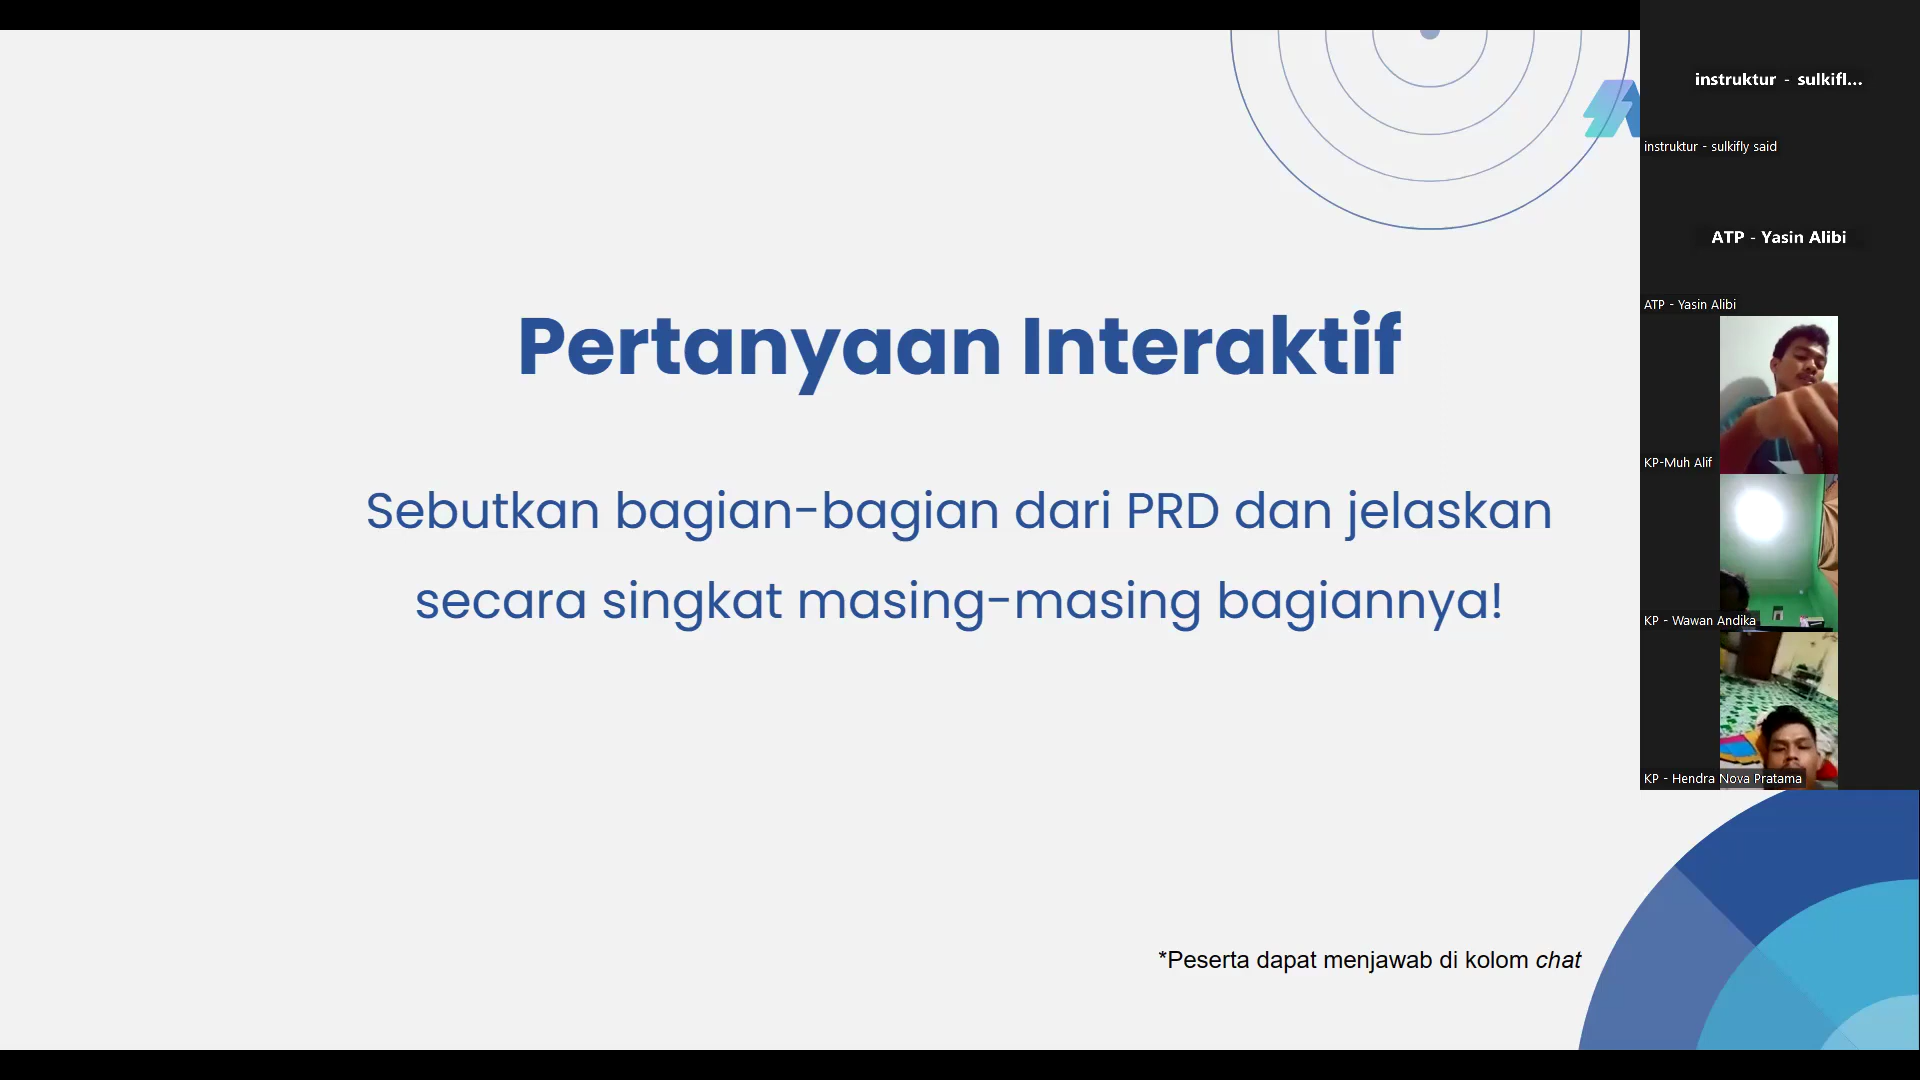 Pertanyaan Interaktif
Sebutkan bagian-bagian dari PRD dan jelaskan
secara singkat masing-masing bagiannya!
*Peserta dapat menjawab di kolom chat
instruktur - sulkifl...
instruktur - sulkifly said
ATP - Yasin Alibi
ATP - Yasin Alibi
KP-Muh Alif
KP - Wawan Andika
KP - Hendra Nova Pratama